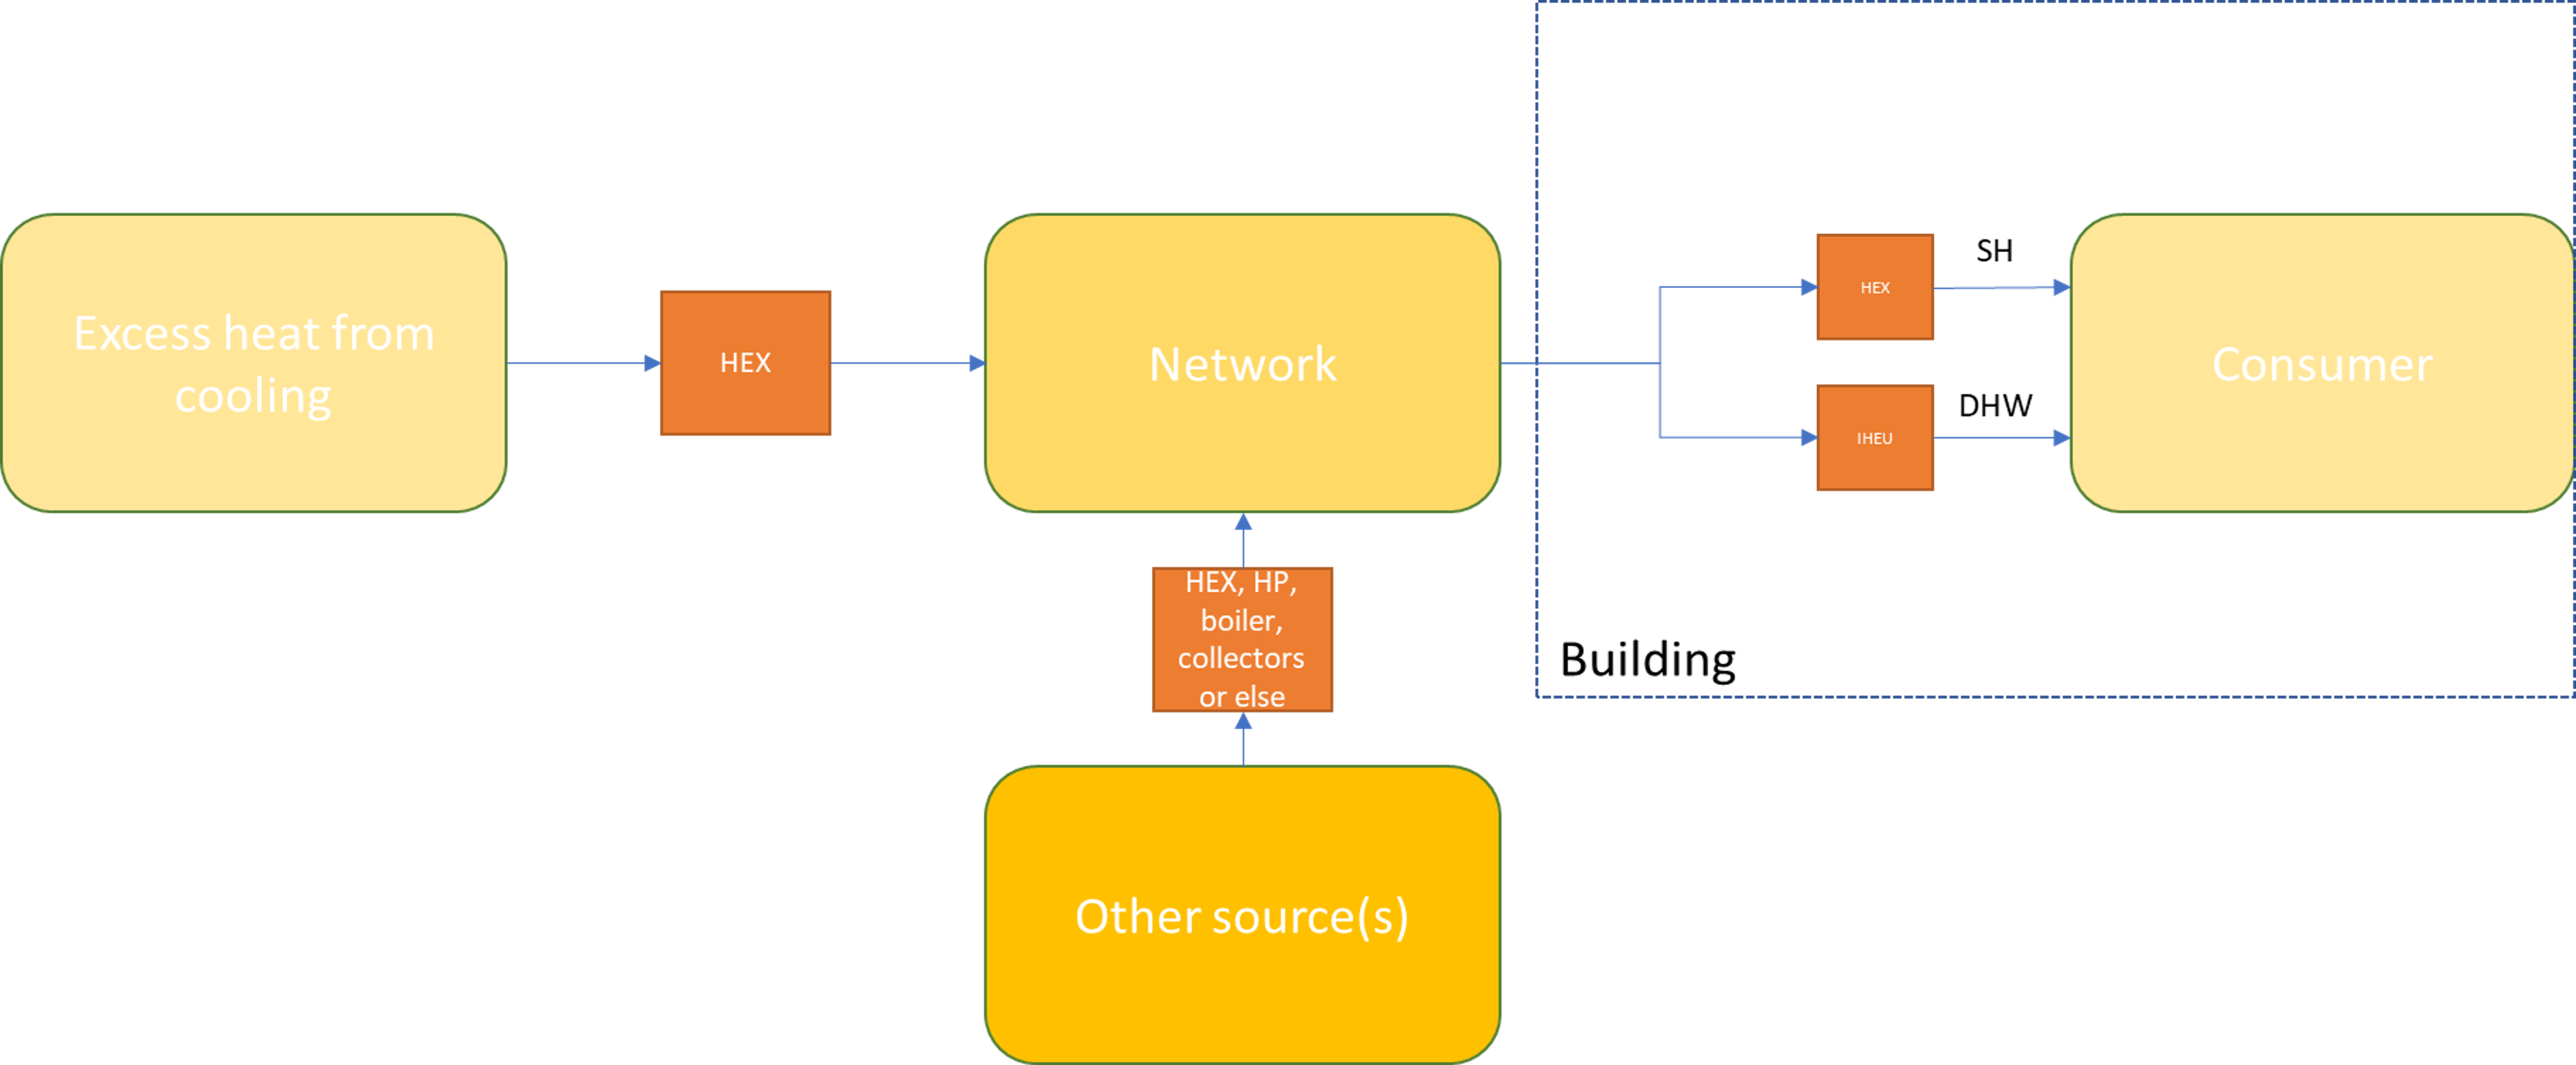 Excess heat from
cooling
HEX
Network
HEX
SH
IHEU
DHW
Consumer
Building
HEX, HP,
boiler,
collectors
or else
Other source(s)